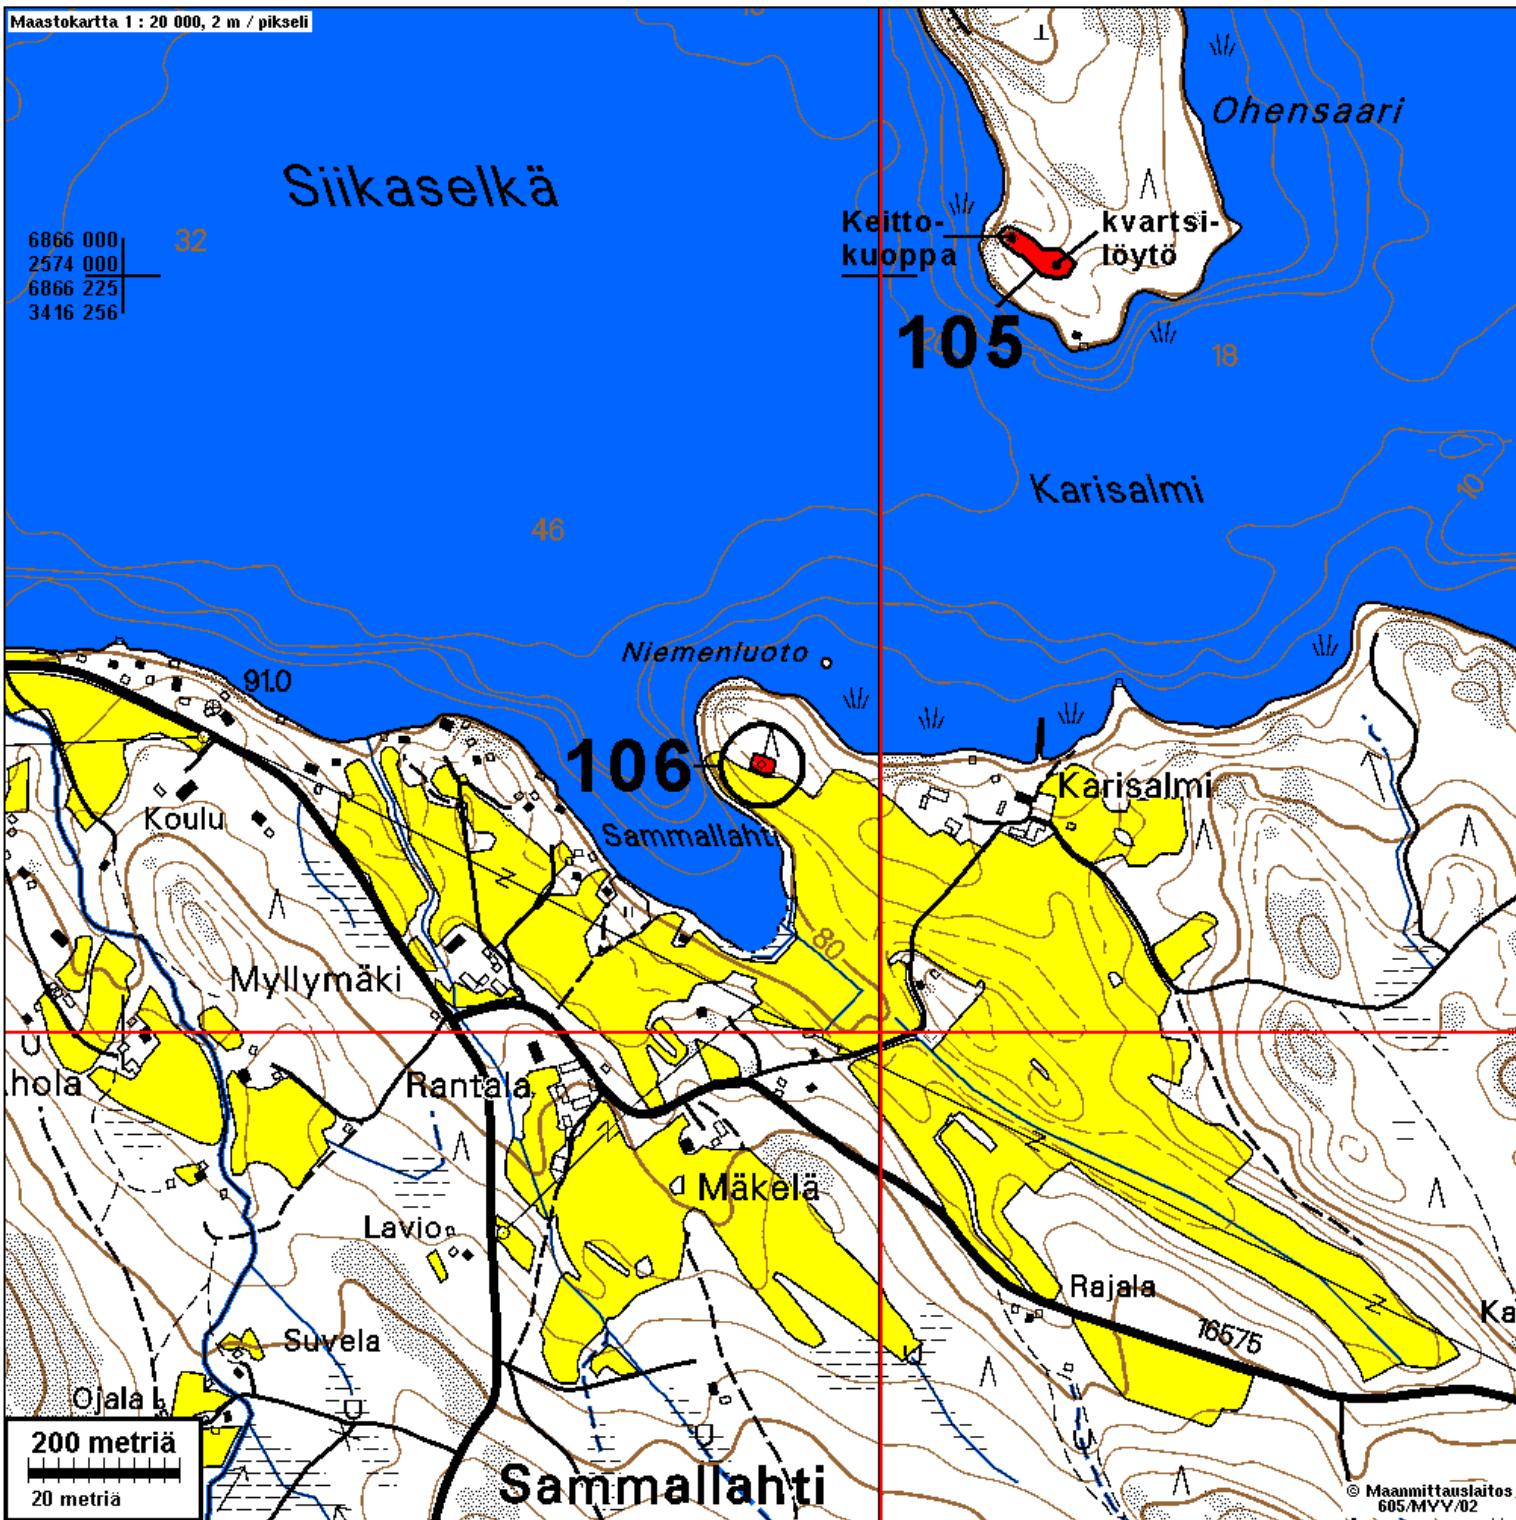 Maastokartta 1 : 20 000, 2 m / pikseli
Ohensaari
Siikaselkä
Keitto-
kuoppa
kvartsi-
löytö
6866 000
2574 000
6866 225
3416 256
32
105
18
Karisalmi
10
46
Niemenluoto
91.0
106
Karisalmi
Koulu
Sammallahti
80
Myllymäki
Rantala
Mäkelä
Lavio
Rajala
16575
Suvela
Ojala
200 metriä
20 metriä
Sammallahti
© Maanmittauslaitos
605/MYY/02